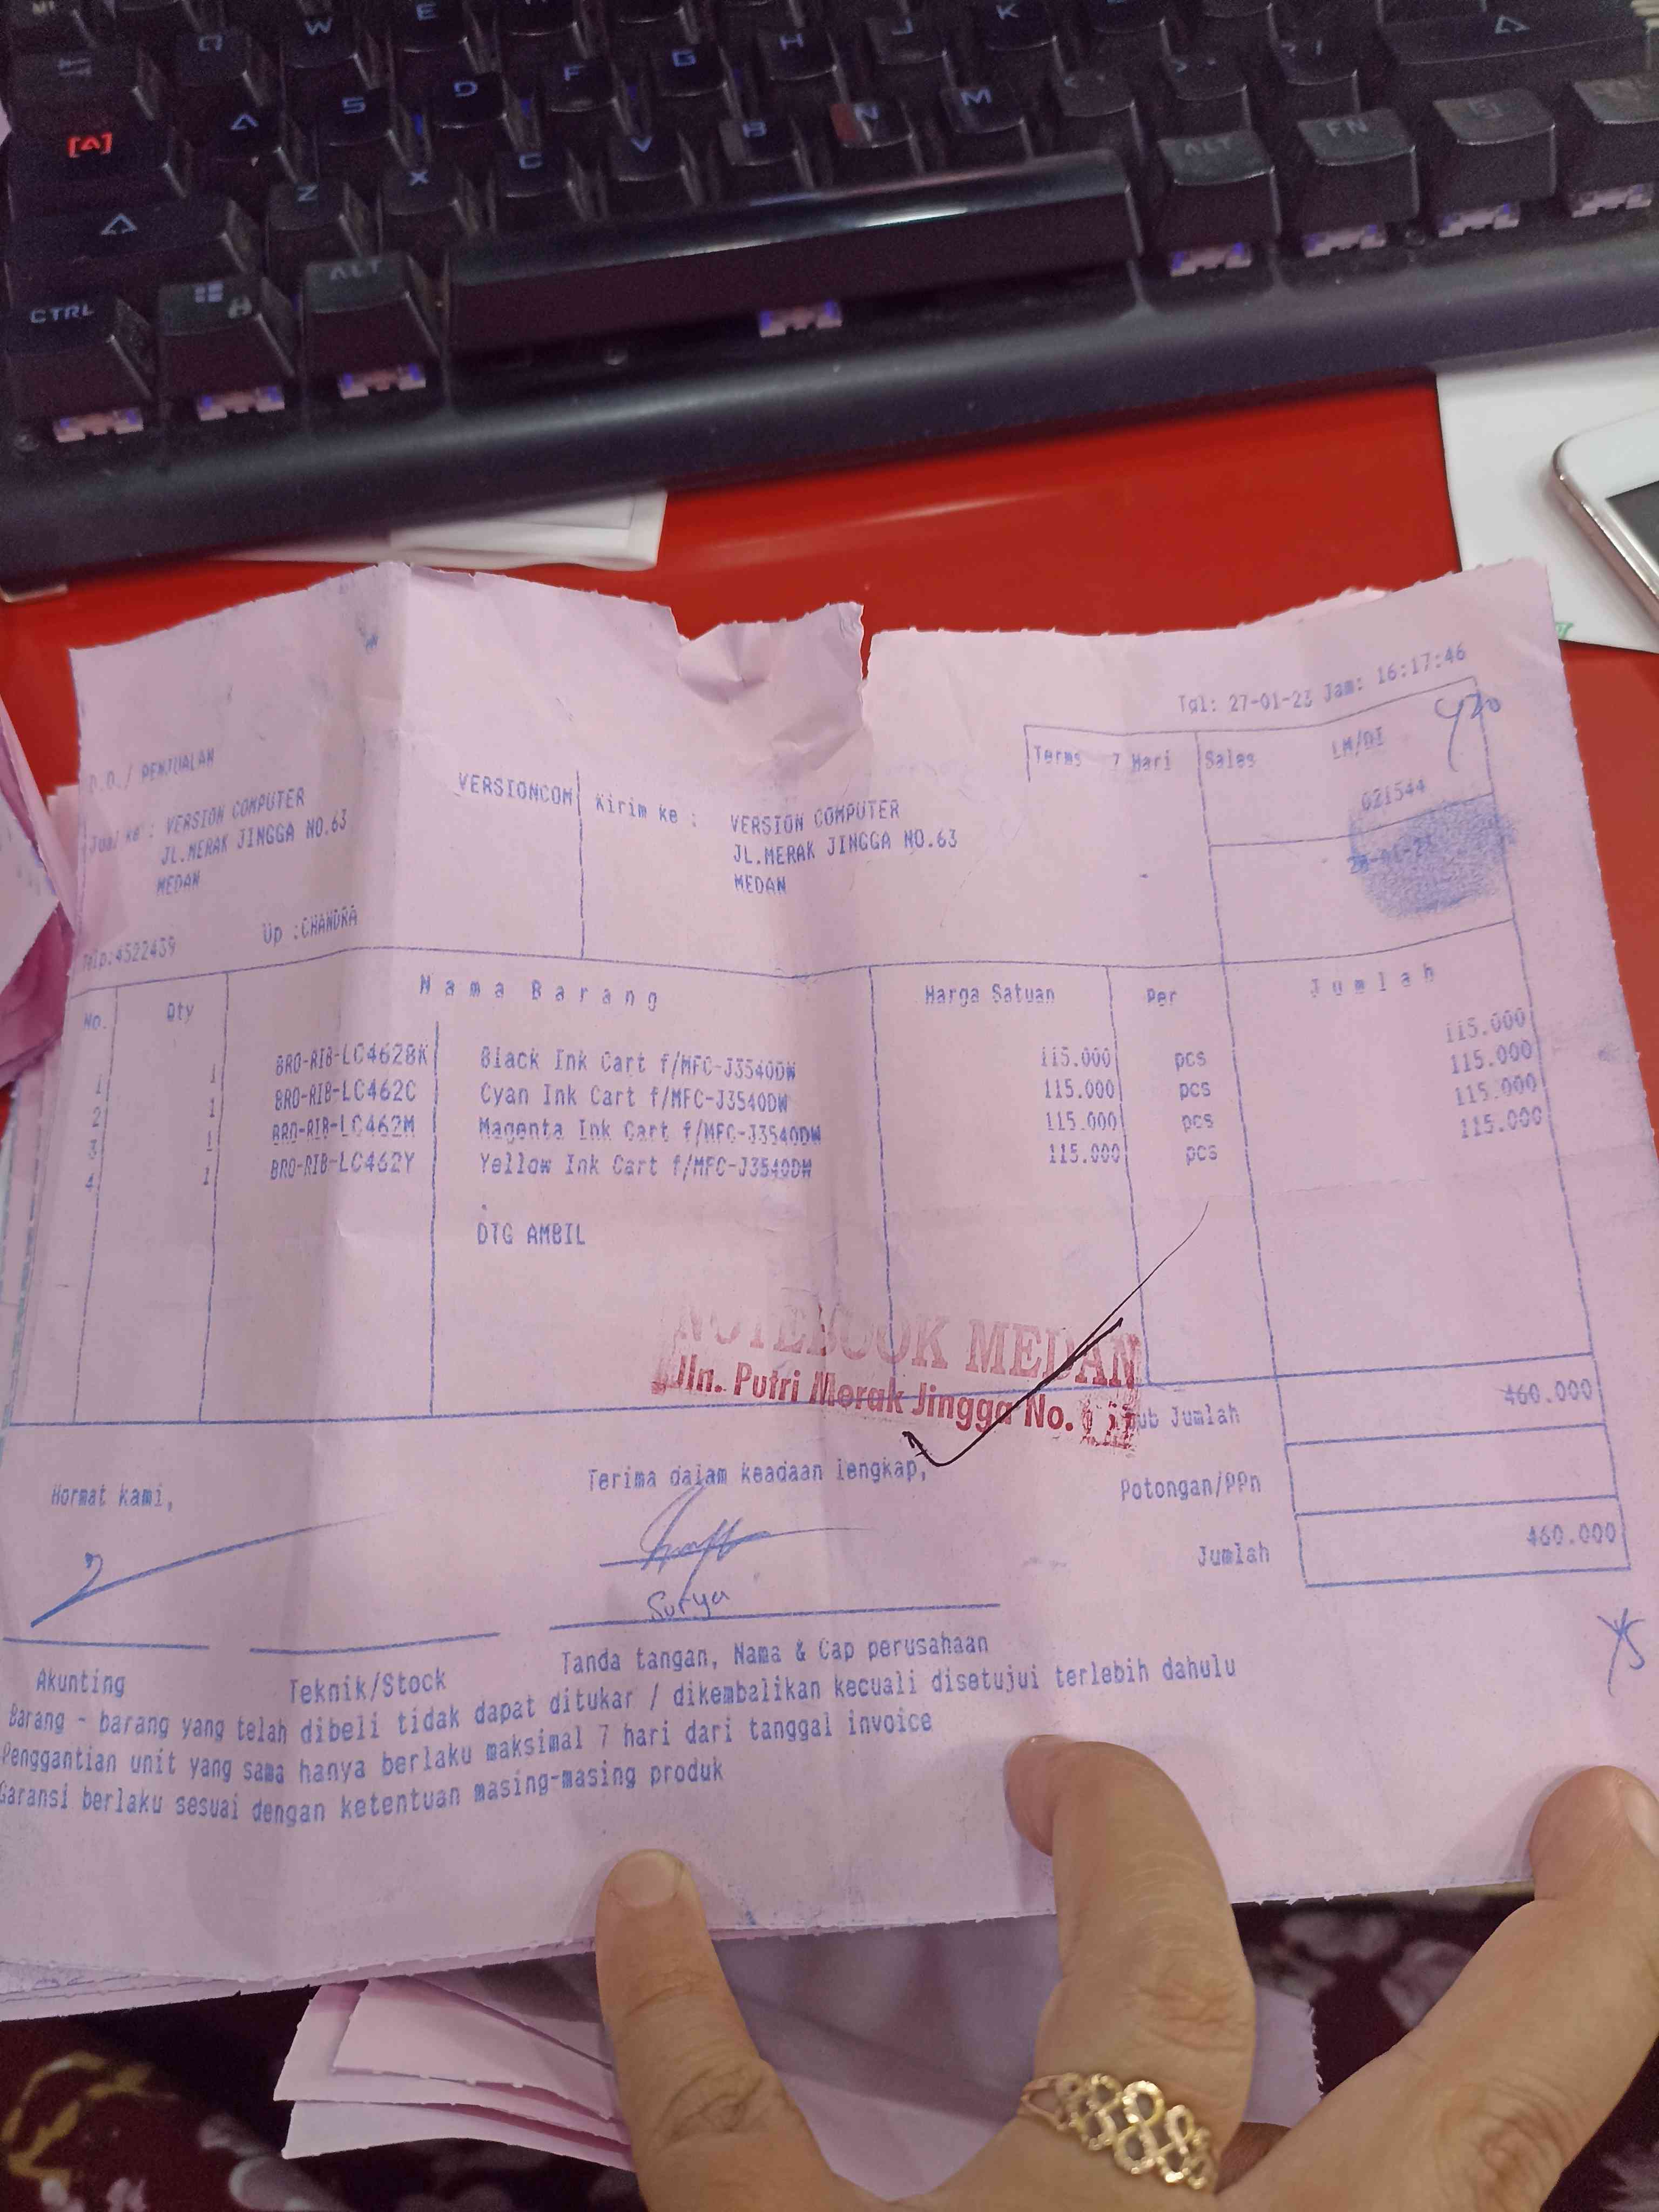 W E
S D F G H J K
[A] A
Z X C V B N M
CTRL ALT ALT FN
Tgl: 27-01-23 Jam: 16:17:46
D.O./ PENJUALAN
Terms 7 Hari Sales LM/DI
021544
Jual ke : VERSION COMPUTER VERSIONCOM Kirim ke : VERSION COMPUTER
JL.MERAK JINGGA NO.63 JL.MERAK JINGGA NO.63
MEDAN MEDAN
Telp:4522439 Up :CHANDRA
No. Qty Nama Barang Harga Satuan Per Jumlah
1 1 BRO-RIB-LC462BK Black Ink Cart f/MFC-J3540DW 115.000 pcs 115.000
2 1 BRO-RIB-LC462C Cyan Ink Cart f/MFC-J3540DW 115.000 pcs 115.000
3 1 BRO-RIB-LC462M Magenta Ink Cart f/MFC-J3540DW 115.000 pcs 115.000
4 1 BRO-RIB-LC462Y Yellow Ink Cart f/MFC-J3540DW 115.000 pcs 115.000
DTG AMBIL
NOTEBOOK MEDAN
Jln. Putri Merak Jingga No.
Sub Jumlah 460.000
Hormat kami, Terima dalam keadaan lengkap,
Potongan/PPn
Jumlah 460.000
Surya
Akunting Teknik/Stock Tanda tangan, Nama & Cap perusahaan
Barang - barang yang telah dibeli tidak dapat ditukar / dikembalikan kecuali disetujui terlebih dahulu
Penggantian unit yang sama hanya berlaku maksimal 7 hari dari tanggal invoice
Garansi berlaku sesuai dengan ketentuan masing-masing produk